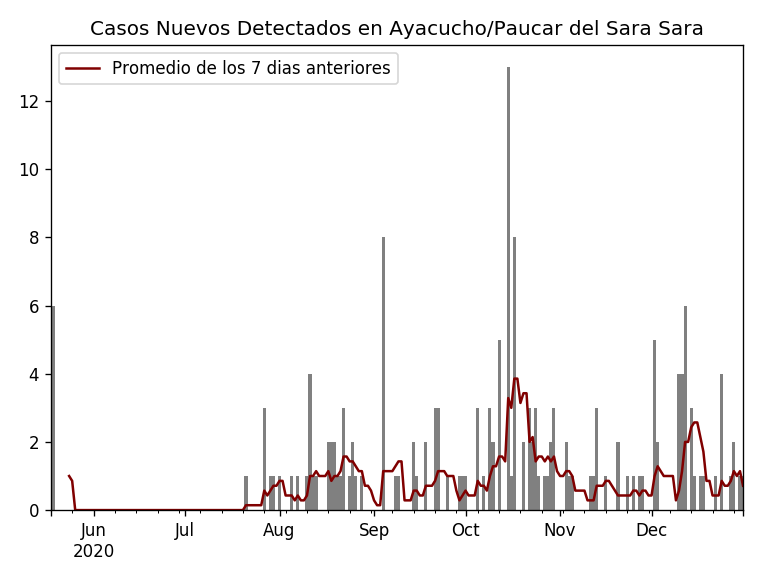 Casos Nuevos Detectados en Ayacucho/Paucar del Sara Sara
Promedio de los 7 dias anteriores
12
10
8
6
4
2
0
Jun Jul Aug Sep Oct Nov Dec
2020